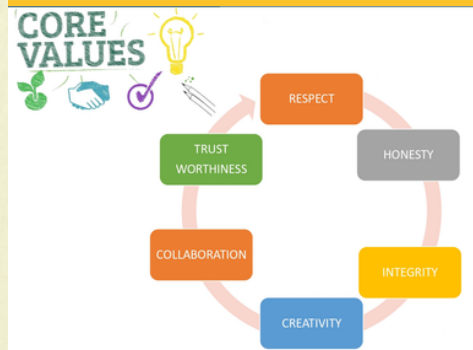 CORE
VALUES
RESPECT
HONESTY
INTEGRITY
CREATIVITY
COLLABORATION
TRUST
WORTHINESS